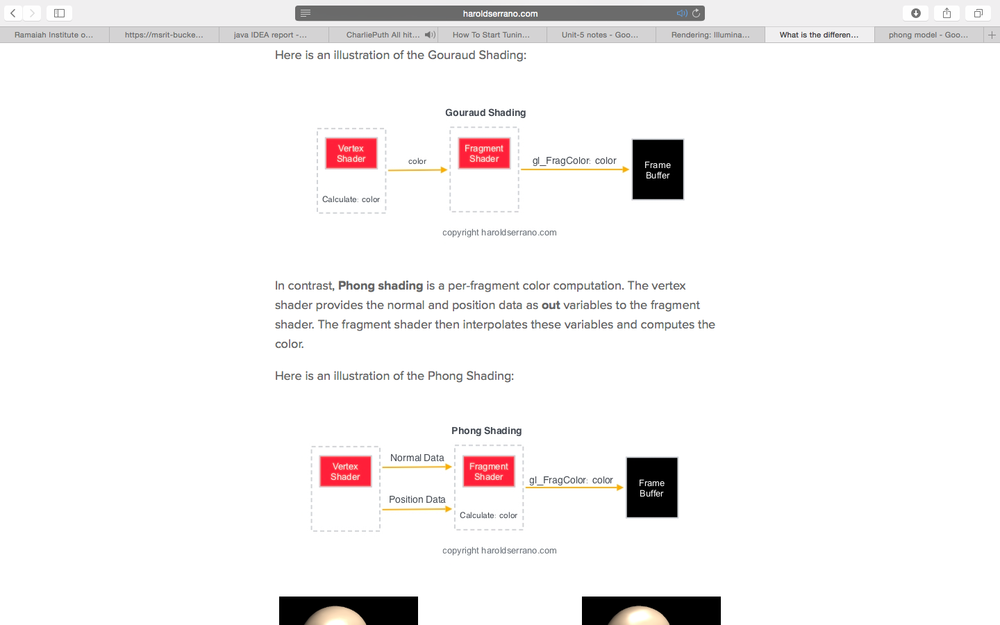 haroldserrano.com
Ramaiah Institute o...
https://msrit-bucke...
java IDEA report -...
CharliePuth All hit...
How To Start Tunin...
Unit-5 notes - Goo...
Rendering: Illumina...
What is the differen...
phong model - Goo...
Here is an illustration of the Gouraud Shading:
Gouraud Shading
Vertex
Shader
Calculate: color
color
Fragment
Shader
gl_FragColor: color
Frame
Buffer
copyright haroldserrano.com
In contrast, Phong shading is a per-fragment color computation. The vertex
shader provides the normal and position data as out variables to the fragment
shader. The fragment shader then interpolates these variables and computes the
color.
Here is an illustration of the Phong Shading:
Phong Shading
Vertex
Shader
Normal Data
Position Data
Fragment
Shader
Calculate: color
gl_FragColor: color
Frame
Buffer
copyright haroldserrano.com